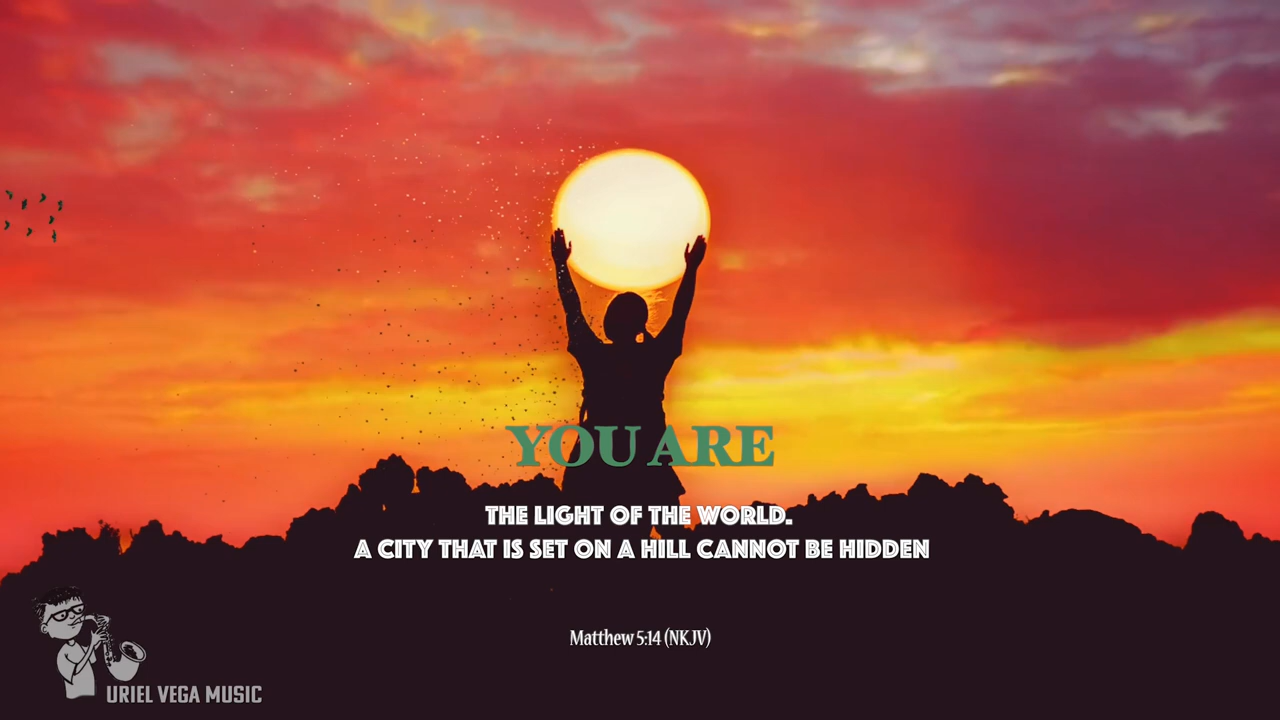 YOU ARE
THE LIGHT OF THE WORLD.
A CITY THAT IS SET ON A HILL CANNOT BE HIDDEN
Matthew 5:14 (NKJV)
URIEL VEGA MUSIC